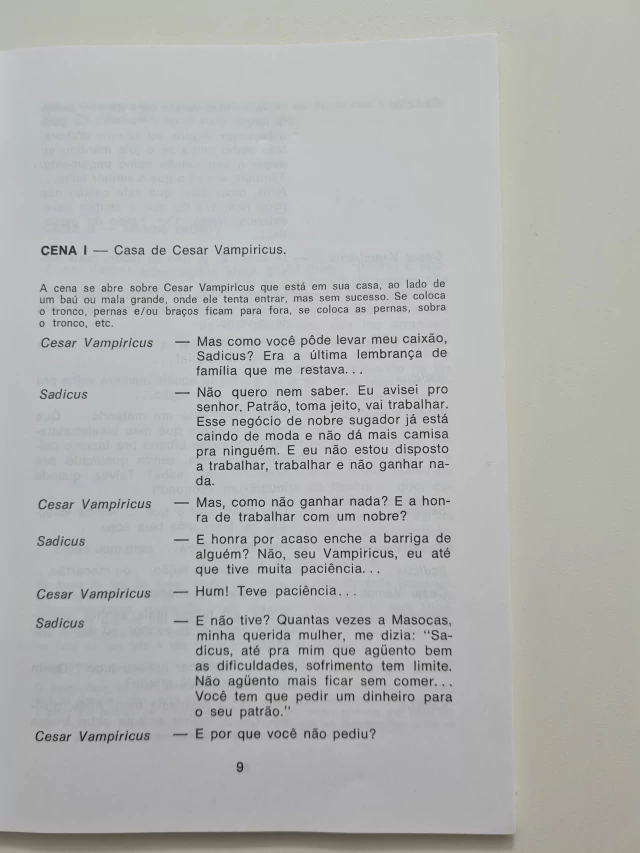 CENA I — Casa de Cesar Vampiricus.
A cena se abre sobre Cesar Vampiricus que está em sua casa, ao lado de
um baú ou mala grande, onde ele tenta entrar, mas sem sucesso. Se coloca
o tronco, pernas e/ou braços ficam para fora, se coloca as pernas, sobra
o tronco, etc.
Cesar Vampiricus — Mas como você pôde levar meu caixão,
Sadicus? Era a última lembrança de
família que me restava...
Sadicus — Não quero nem saber. Eu avisei pro
senhor. Patrão, toma jeito, vai trabalhar.
Esse negócio de nobre sugador já está
caindo de moda e não dá mais camisa
pra ninguém. E eu não estou disposto
a trabalhar, trabalhar e não ganhar na-
da.
Cesar Vampiricus — Mas, como não ganhar nada? E a hon-
ra de trabalhar com um nobre?
Sadicus — E honra por acaso enche a barriga de
alguém? Não, seu Vampiricus, eu até
que tive muita paciência...
Cesar Vampiricus — Hum! Teve paciência...
Sadicus — E não tive? Quantas vezes a Masocas,
minha querida mulher, me dizia: "Sa-
dicus, até pra mim que agüento bem
as dificuldades, sofrimento tem limite.
Não agüento mais ficar sem comer...
Você tem que pedir um dinheiro para
o seu patrão."
Cesar Vampiricus — E por que você não pediu?
9